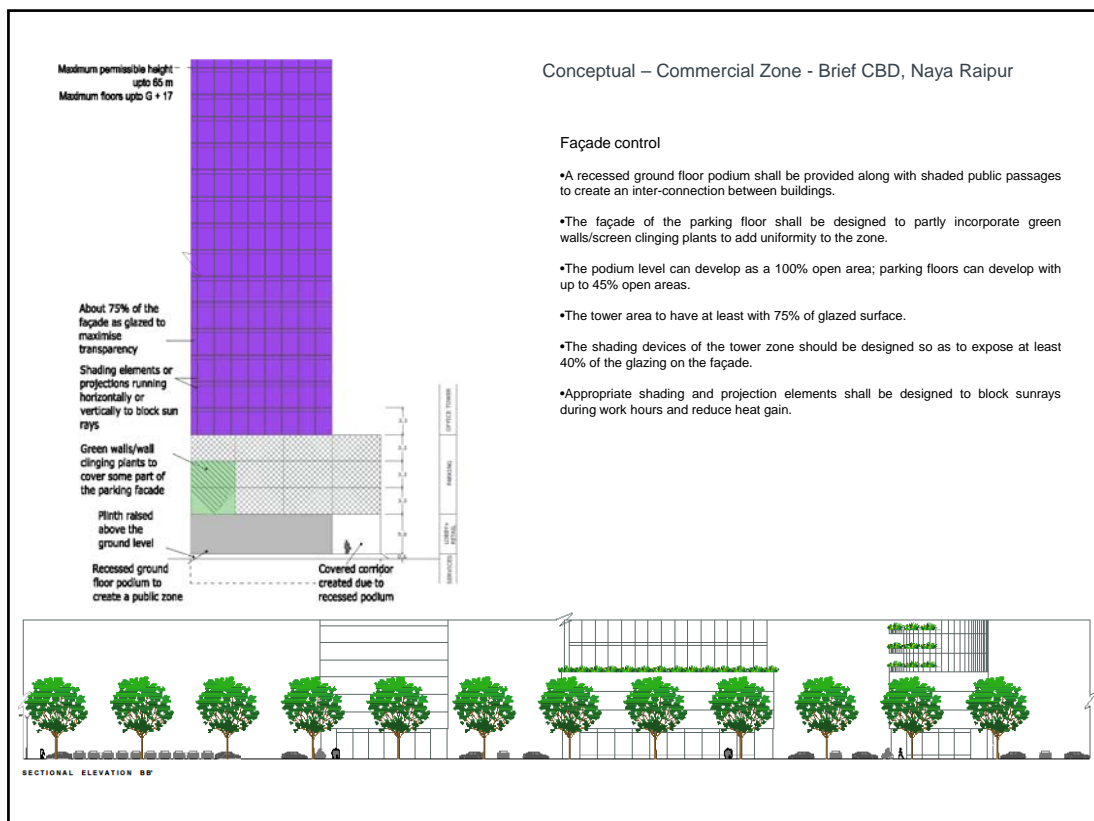 Conceptual – Commercial Zone - Brief CBD, Naya Raipur
Maximum permissible height
upto 65 m
Maximum floors upto G + 17
About 75% of the
façade as glazed to
maximise
transparency
Shading elements or
projections running
horizontally or
vertically to block sun
rays
Green walls/wall
clinging plants to
cover some part of
the parking facade
Plinth raised
above the
ground level
Recessed ground
floor podium to
create a public zone
Covered corridor
created due to
recessed podium
OFFICE TOWER
PARKING
LOBBY+
RETAIL
SERVICES
Façade control
•A recessed ground floor podium shall be provided along with shaded public passages
to create an inter-connection between buildings.
•The façade of the parking floor shall be designed to partly incorporate green
walls/screen clinging plants to add uniformity to the zone.
•The podium level can develop as a 100% open area; parking floors can develop with
up to 45% open areas.
•The tower area to have at least with 75% of glazed surface.
•The shading devices of the tower zone should be designed so as to expose at least
40% of the glazing on the façade.
•Appropriate shading and projection elements shall be designed to block sunrays
during work hours and reduce heat gain.
SECTIONAL ELEVATION BB'